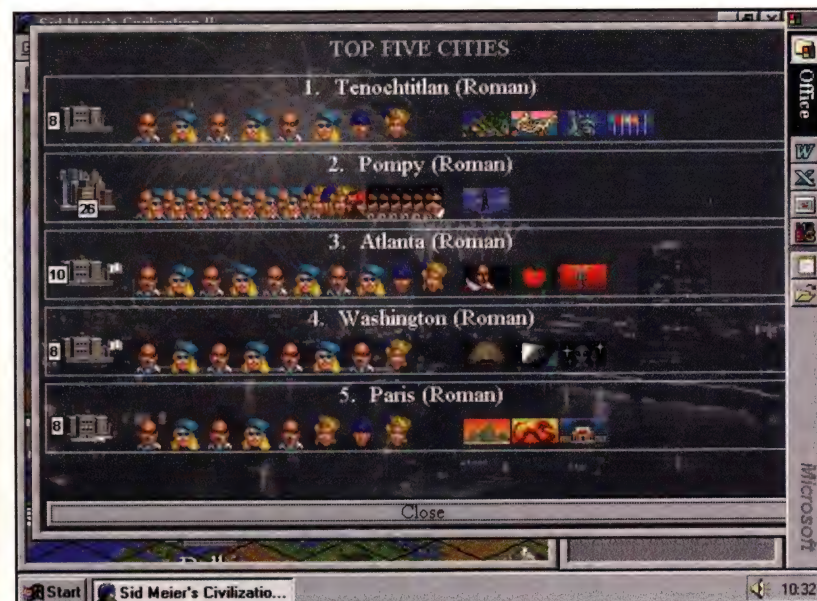 Sid Meier's Civilization II
TOP FIVE CITIES
1. Tenochtitlan (Roman)
8
2. Pompy (Roman)
26
3. Atlanta (Roman)
10
4. Washington (Roman)
8
5. Paris (Roman)
8
Close
Office
W
X
Microsoft
Start
Sid Meier's Civilizatio...
10:32